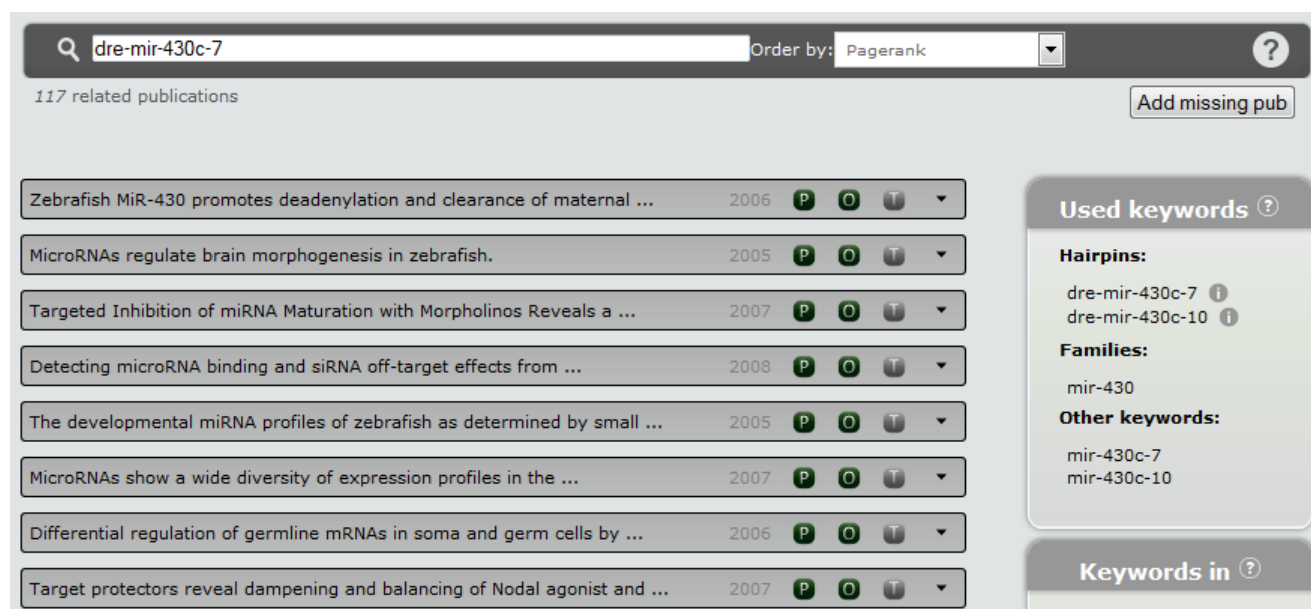 dre-mir-430c-7 Order by: Pagerank ?
117 related publications
Add missing pub
Zebrafish MiR-430 promotes deadenylation and clearance of maternal ... 2006 P O T
MicroRNAs regulate brain morphogenesis in zebrafish. 2005 P O T
Targeted Inhibition of miRNA Maturation with Morpholinos Reveals a ... 2007 P O T
Detecting microRNA binding and siRNA off-target effects from ... 2008 P O T
The developmental miRNA profiles of zebrafish as determined by small ... 2005 P O T
MicroRNAs show a wide diversity of expression profiles in the ... 2007 P O T
Differential regulation of germline mRNAs in soma and germ cells by ... 2006 P O T
Target protectors reveal dampening and balancing of Nodal agonist and ... 2007 P O T
Used keywords ?
Hairpins:
dre-mir-430c-7 i
dre-mir-430c-10 i
Families:
mir-430
Other keywords:
mir-430c-7
mir-430c-10
Keywords in ?